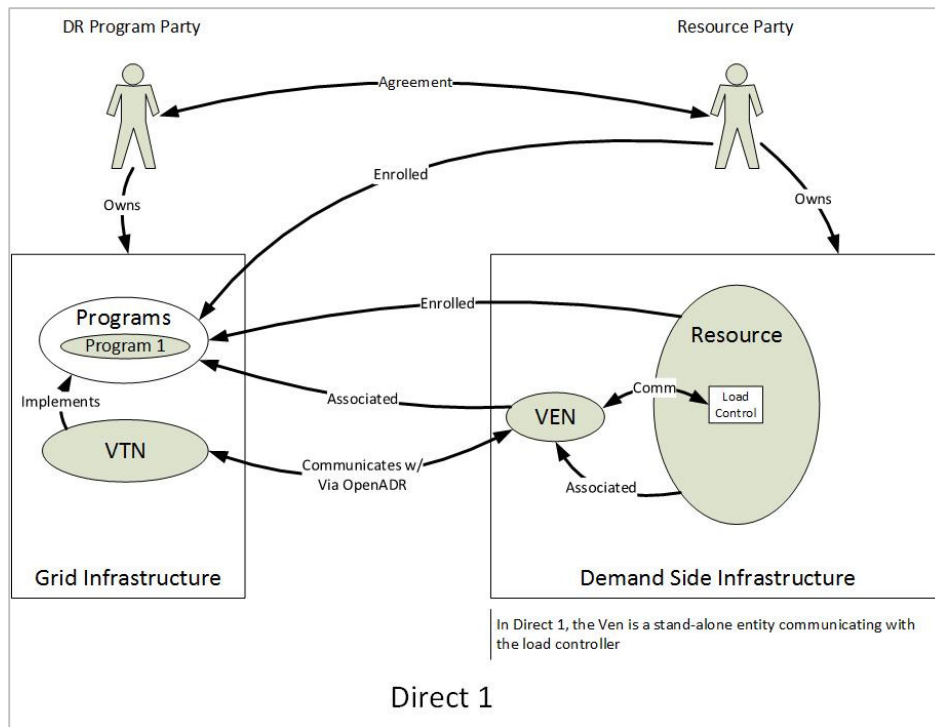 DR Program Party
Resource Party
Agreement
Enrolled
Owns
Owns
Programs
Program 1
Enrolled
Resource
Implements
Associated
Comm
Load
Control
VEN
VTN
Communicates w/
Via OpenADR
Associated
Grid Infrastructure
Demand Side Infrastructure
In Direct 1, the Ven is a stand-alone entity communicating with
the load controller
Direct 1